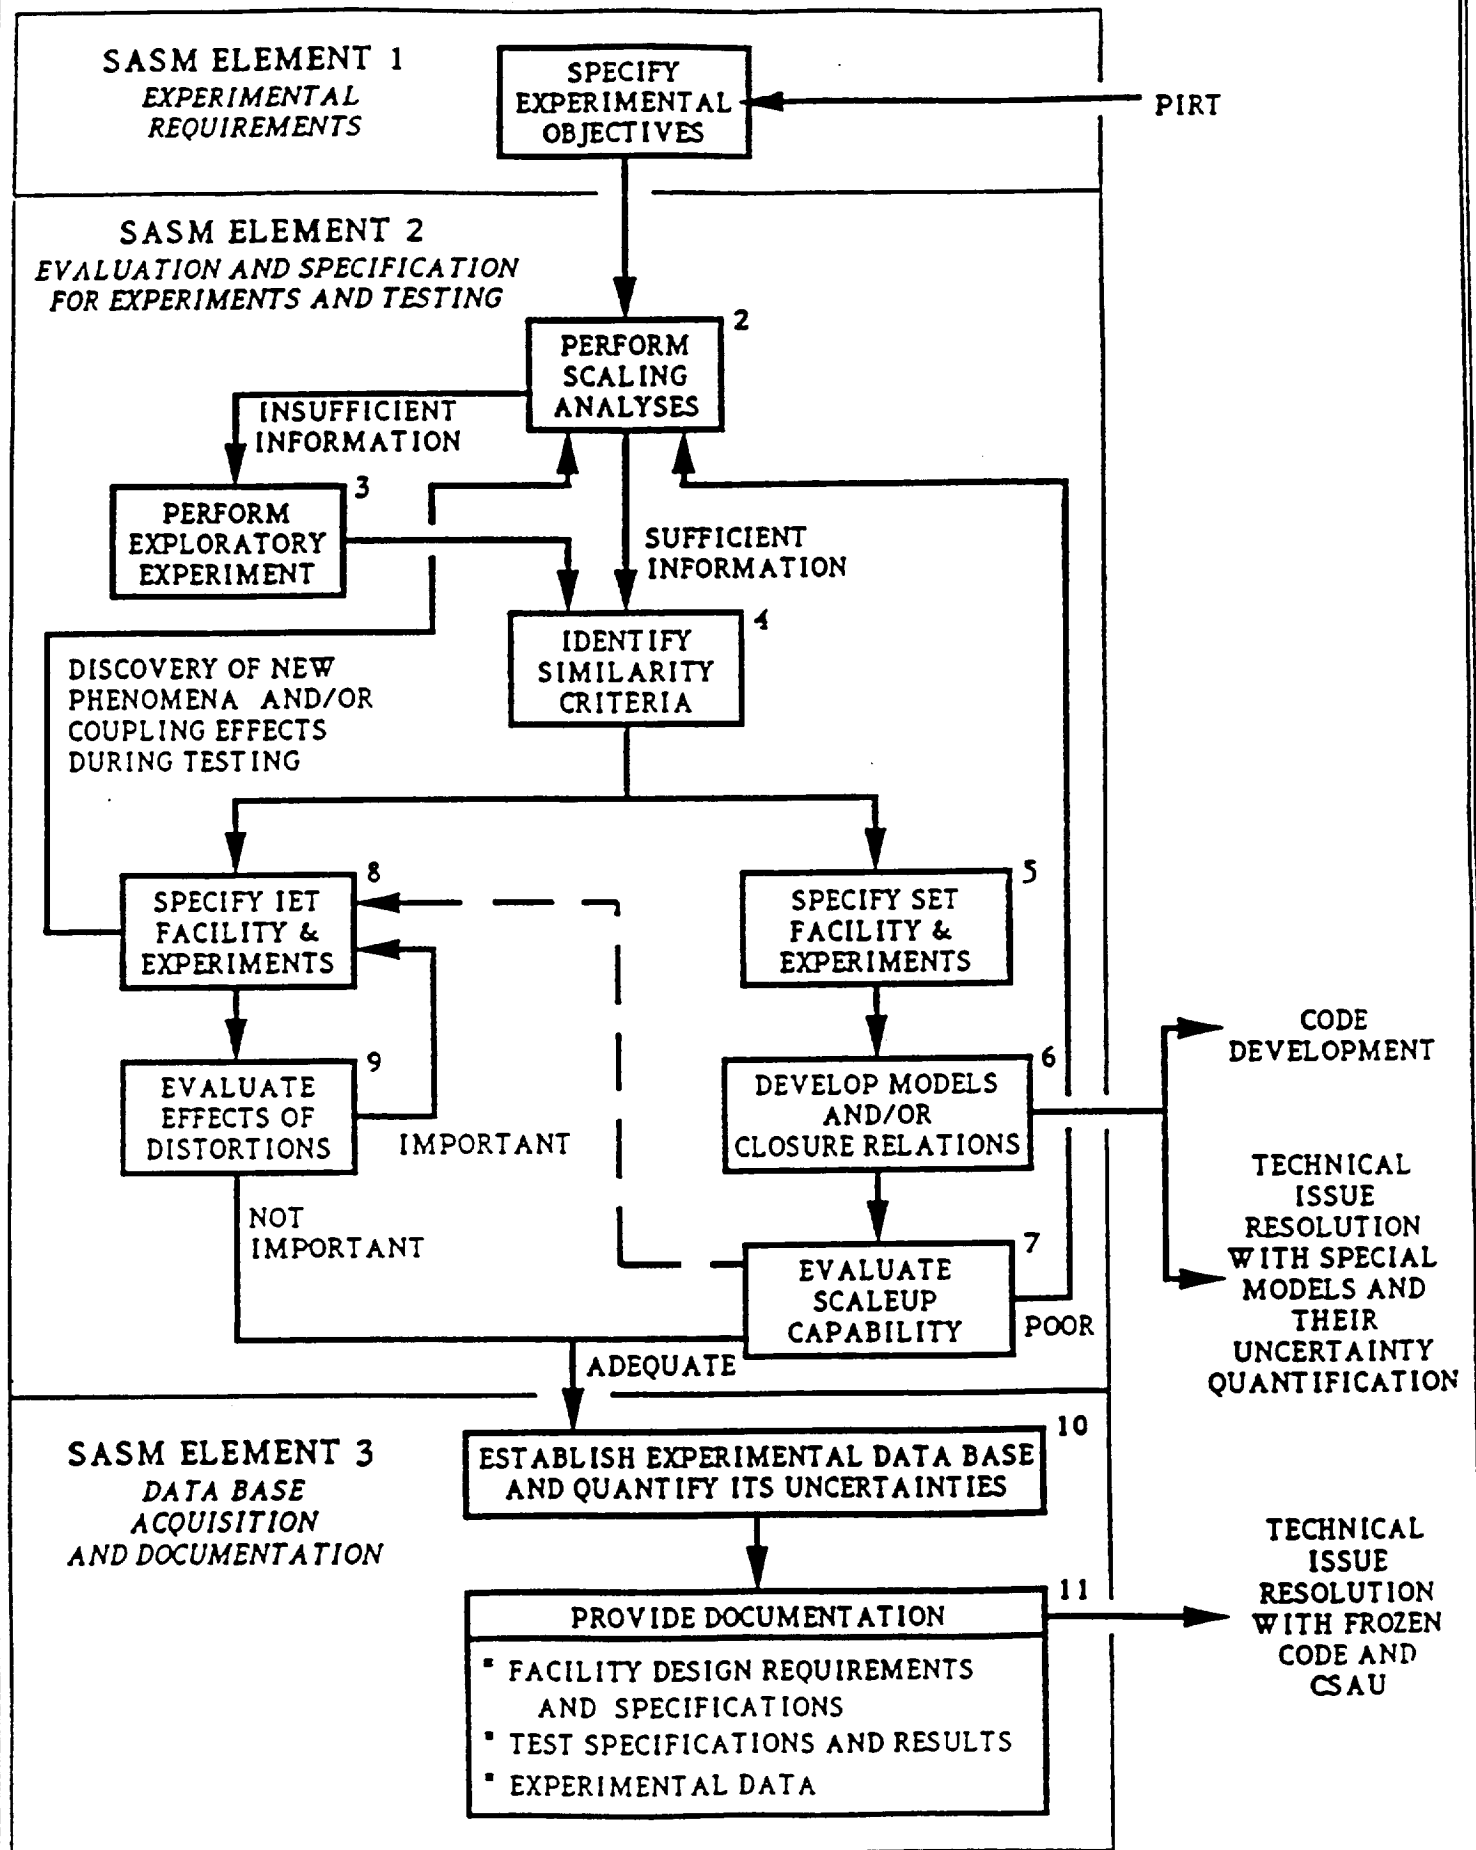 SASM ELEMENT 1
EXPERIMENTAL
REQUIREMENTS
SPECIFY
EXPERIMENTAL
OBJECTIVES
PIRT
SASM ELEMENT 2
EVALUATION AND SPECIFICATION
FOR EXPERIMENTS AND TESTING
2
PERFORM
SCALING
ANALYSES
INSUFFICIENT
INFORMATION
3
PERFORM
EXPLORATORY
EXPERIMENT
SUFFICIENT
INFORMATION
4
IDENTIFY
SIMILARITY
CRITERIA
DISCOVERY OF NEW
PHENOMENA AND/OR
COUPLING EFFECTS
DURING TESTING
8
SPECIFY IET
FACILITY &
EXPERIMENTS
5
SPECIFY SET
FACILITY &
EXPERIMENTS
9
EVALUATE
EFFECTS OF
DISTORTIONS
IMPORTANT
NOT
IMPORTANT
6
DEVELOP MODELS
AND/OR
CLOSURE RELATIONS
CODE
DEVELOPMENT
TECHNICAL
ISSUE
RESOLUTION
WITH SPECIAL
MODELS AND
THEIR
UNCERTAINTY
QUANTIFICATION
7
EVALUATE
SCALEUP
CAPABILITY
POOR
ADEQUATE
SASM ELEMENT 3
DATA BASE
ACQUISITION
AND DOCUMENTATION
10
ESTABLISH EXPERIMENTAL DATA BASE
AND QUANTIFY ITS UNCERTAINTIES
11
PROVIDE DOCUMENTATION
" FACILITY DESIGN REQUIREMENTS
AND SPECIFICATIONS
" TEST SPECIFICATIONS AND RESULTS
" EXPERIMENTAL DATA
TECHNICAL
ISSUE
RESOLUTION
WITH FROZEN
CODE AND
CSAU